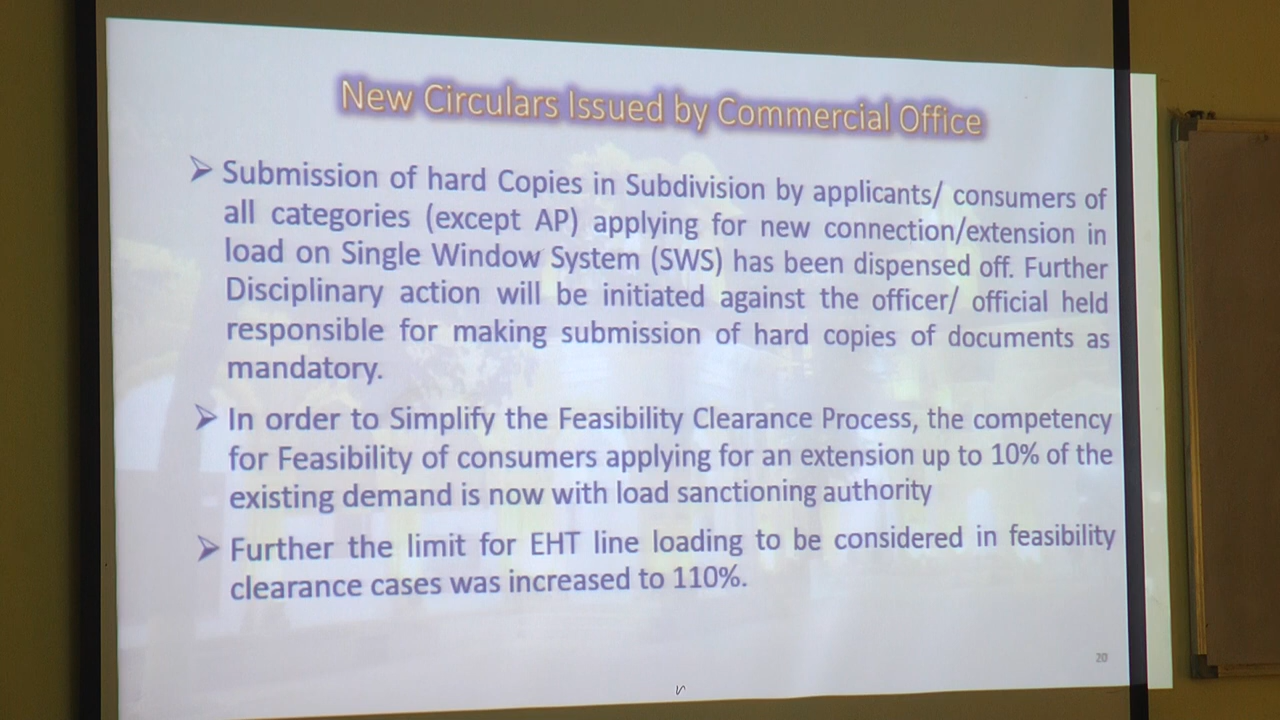 New Circulars Issued by Commercial Office
➤ Submission of hard Copies in Subdivision by applicants/ consumers of
all categories (except AP) applying for new connection/extension in
load on Single Window System (SWS) has been dispensed off. Further
Disciplinary action will be initiated against the officer/ official held
responsible for making submission of hard copies of documents as
mandatory.
➤ In order to Simplify the Feasibility Clearance Process, the competency
for Feasibility of consumers applying for an extension up to 10% of the
existing demand is now with load sanctioning authority
➤ Further the limit for EHT line loading to be considered in feasibility
clearance cases was increased to 110%.
20